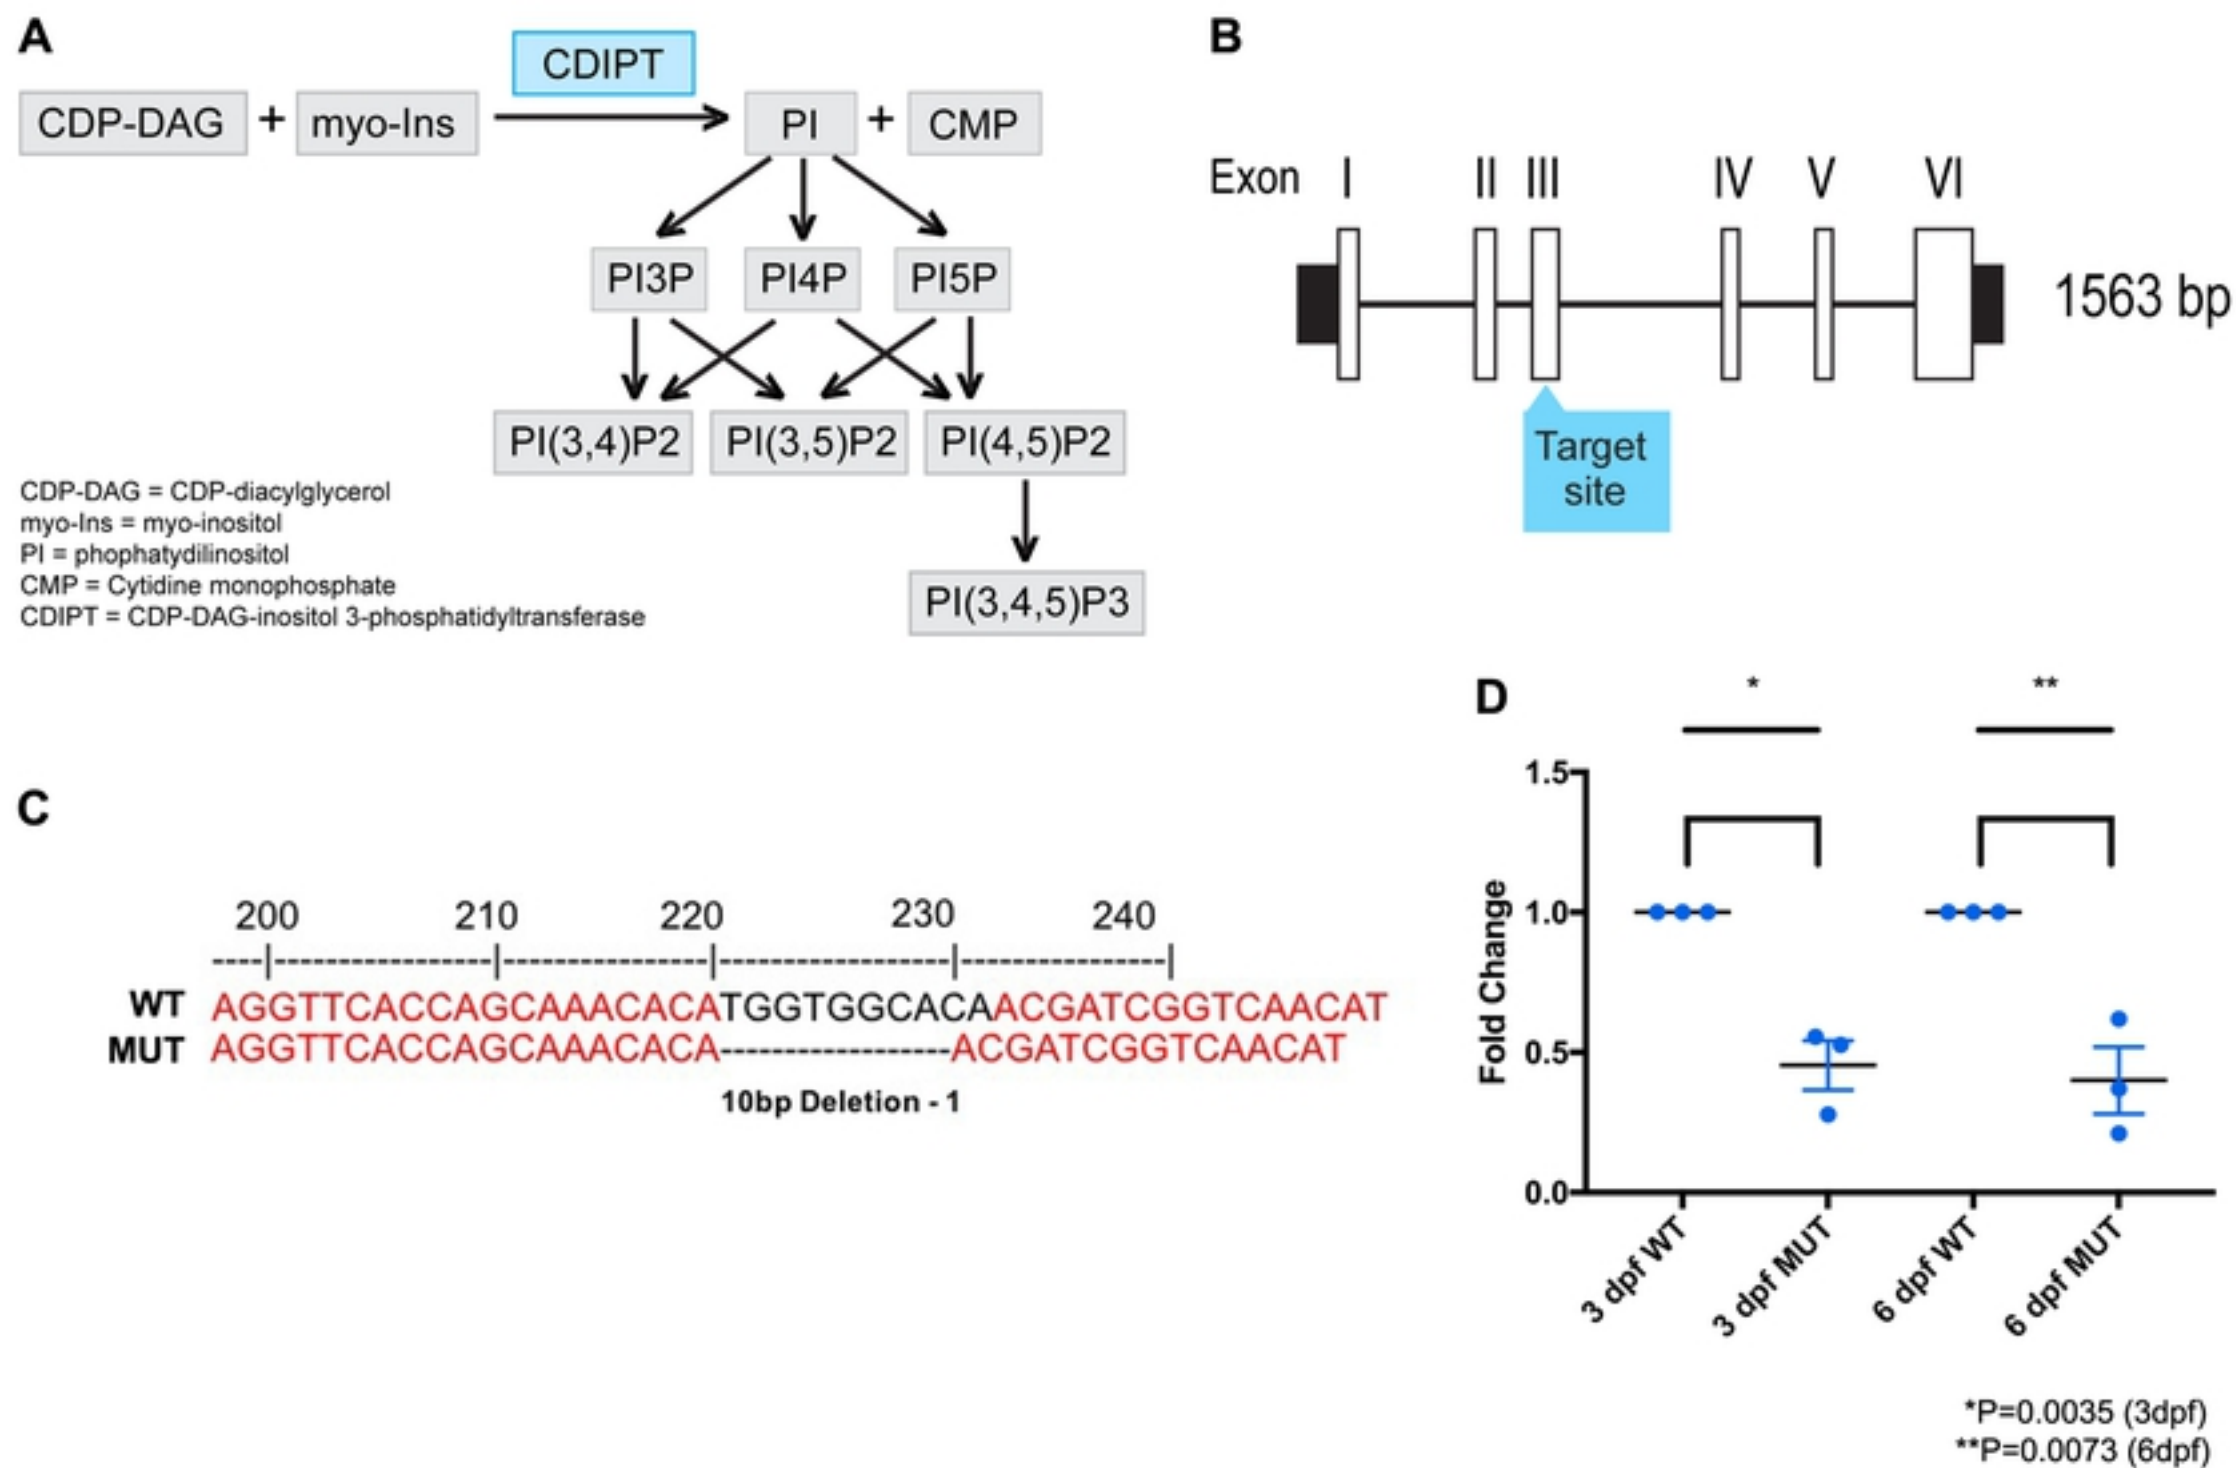 A
CDIPT
CDP-DAG + myo-Ins PI + CMP
PI3P PI4P PI5P
PI(3,4)P2 PI(3,5)P2 PI(4,5)P2
PI(3,4,5)P3
CDP-DAG = CDP-diacylglycerol
myo-Ins = myo-inositol
PI = phophatydilinositol
CMP = Cytidine monophosphate
CDIPT = CDP-DAG-inositol 3-phosphatidyltransferase
B
Exon I II III IV V VI
1563 bp
Target
site
C
200 210 220 230 240
----|----------------|---------------|----------------|---------------|
WT AGGTTCACCAGCAAACACATGGTGGCACAACGATCGGTCAACAT
MUT AGGTTCACCAGCAAACACA----------------ACGATCGGTCAACAT
10bp Deletion - 1
D
* **
1.5
1.0
0.5
0.0
Fold Change
3 dpf WT
3 dpf MUT
6 dpf WT
6 dpf MUT
*P=0.0035 (3dpf)
**P=0.0073 (6dpf)